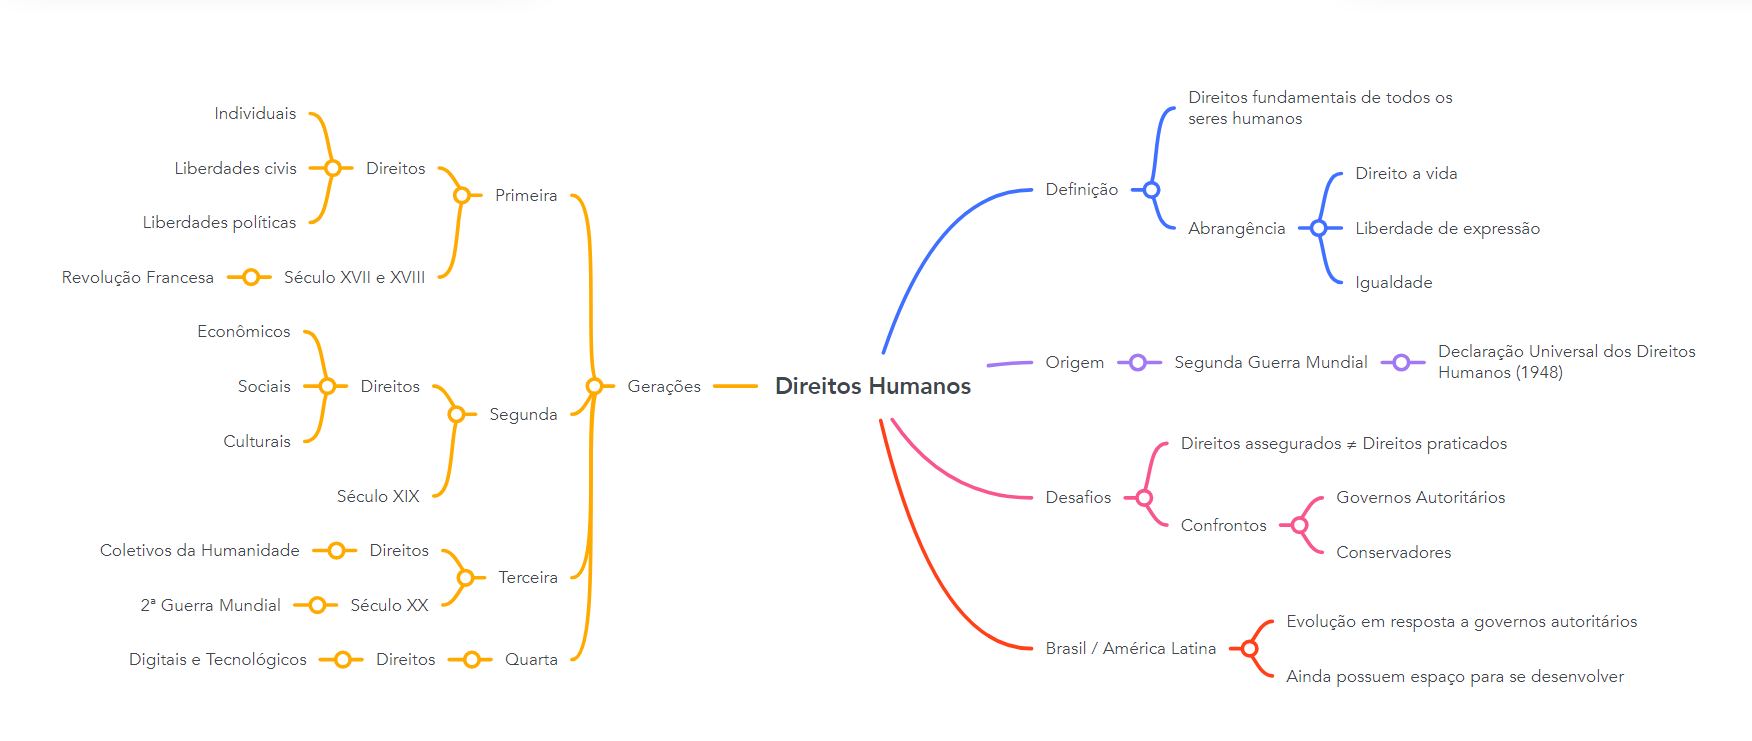 Direitos Humanos
Definição
Direitos fundamentais de todos os
seres humanos
Abrangência
Direito a vida
Liberdade de expressão
Igualdade
Origem
Segunda Guerra Mundial
Declaração Universal dos Direitos
Humanos (1948)
Desafios
Direitos assegurados ≠ Direitos praticados
Confrontos
Governos Autoritários
Conservadores
Brasil / América Latina
Evolução em resposta a governos autoritários
Ainda possuem espaço para se desenvolver
Gerações
Primeira
Direitos
Individuais
Liberdades civis
Liberdades políticas
Século XVII e XVIII
Revolução Francesa
Segunda
Direitos
Econômicos
Sociais
Culturais
Século XIX
Terceira
Direitos
Coletivos da Humanidade
Século XX
2ª Guerra Mundial
Quarta
Direitos
Digitais e Tecnológicos